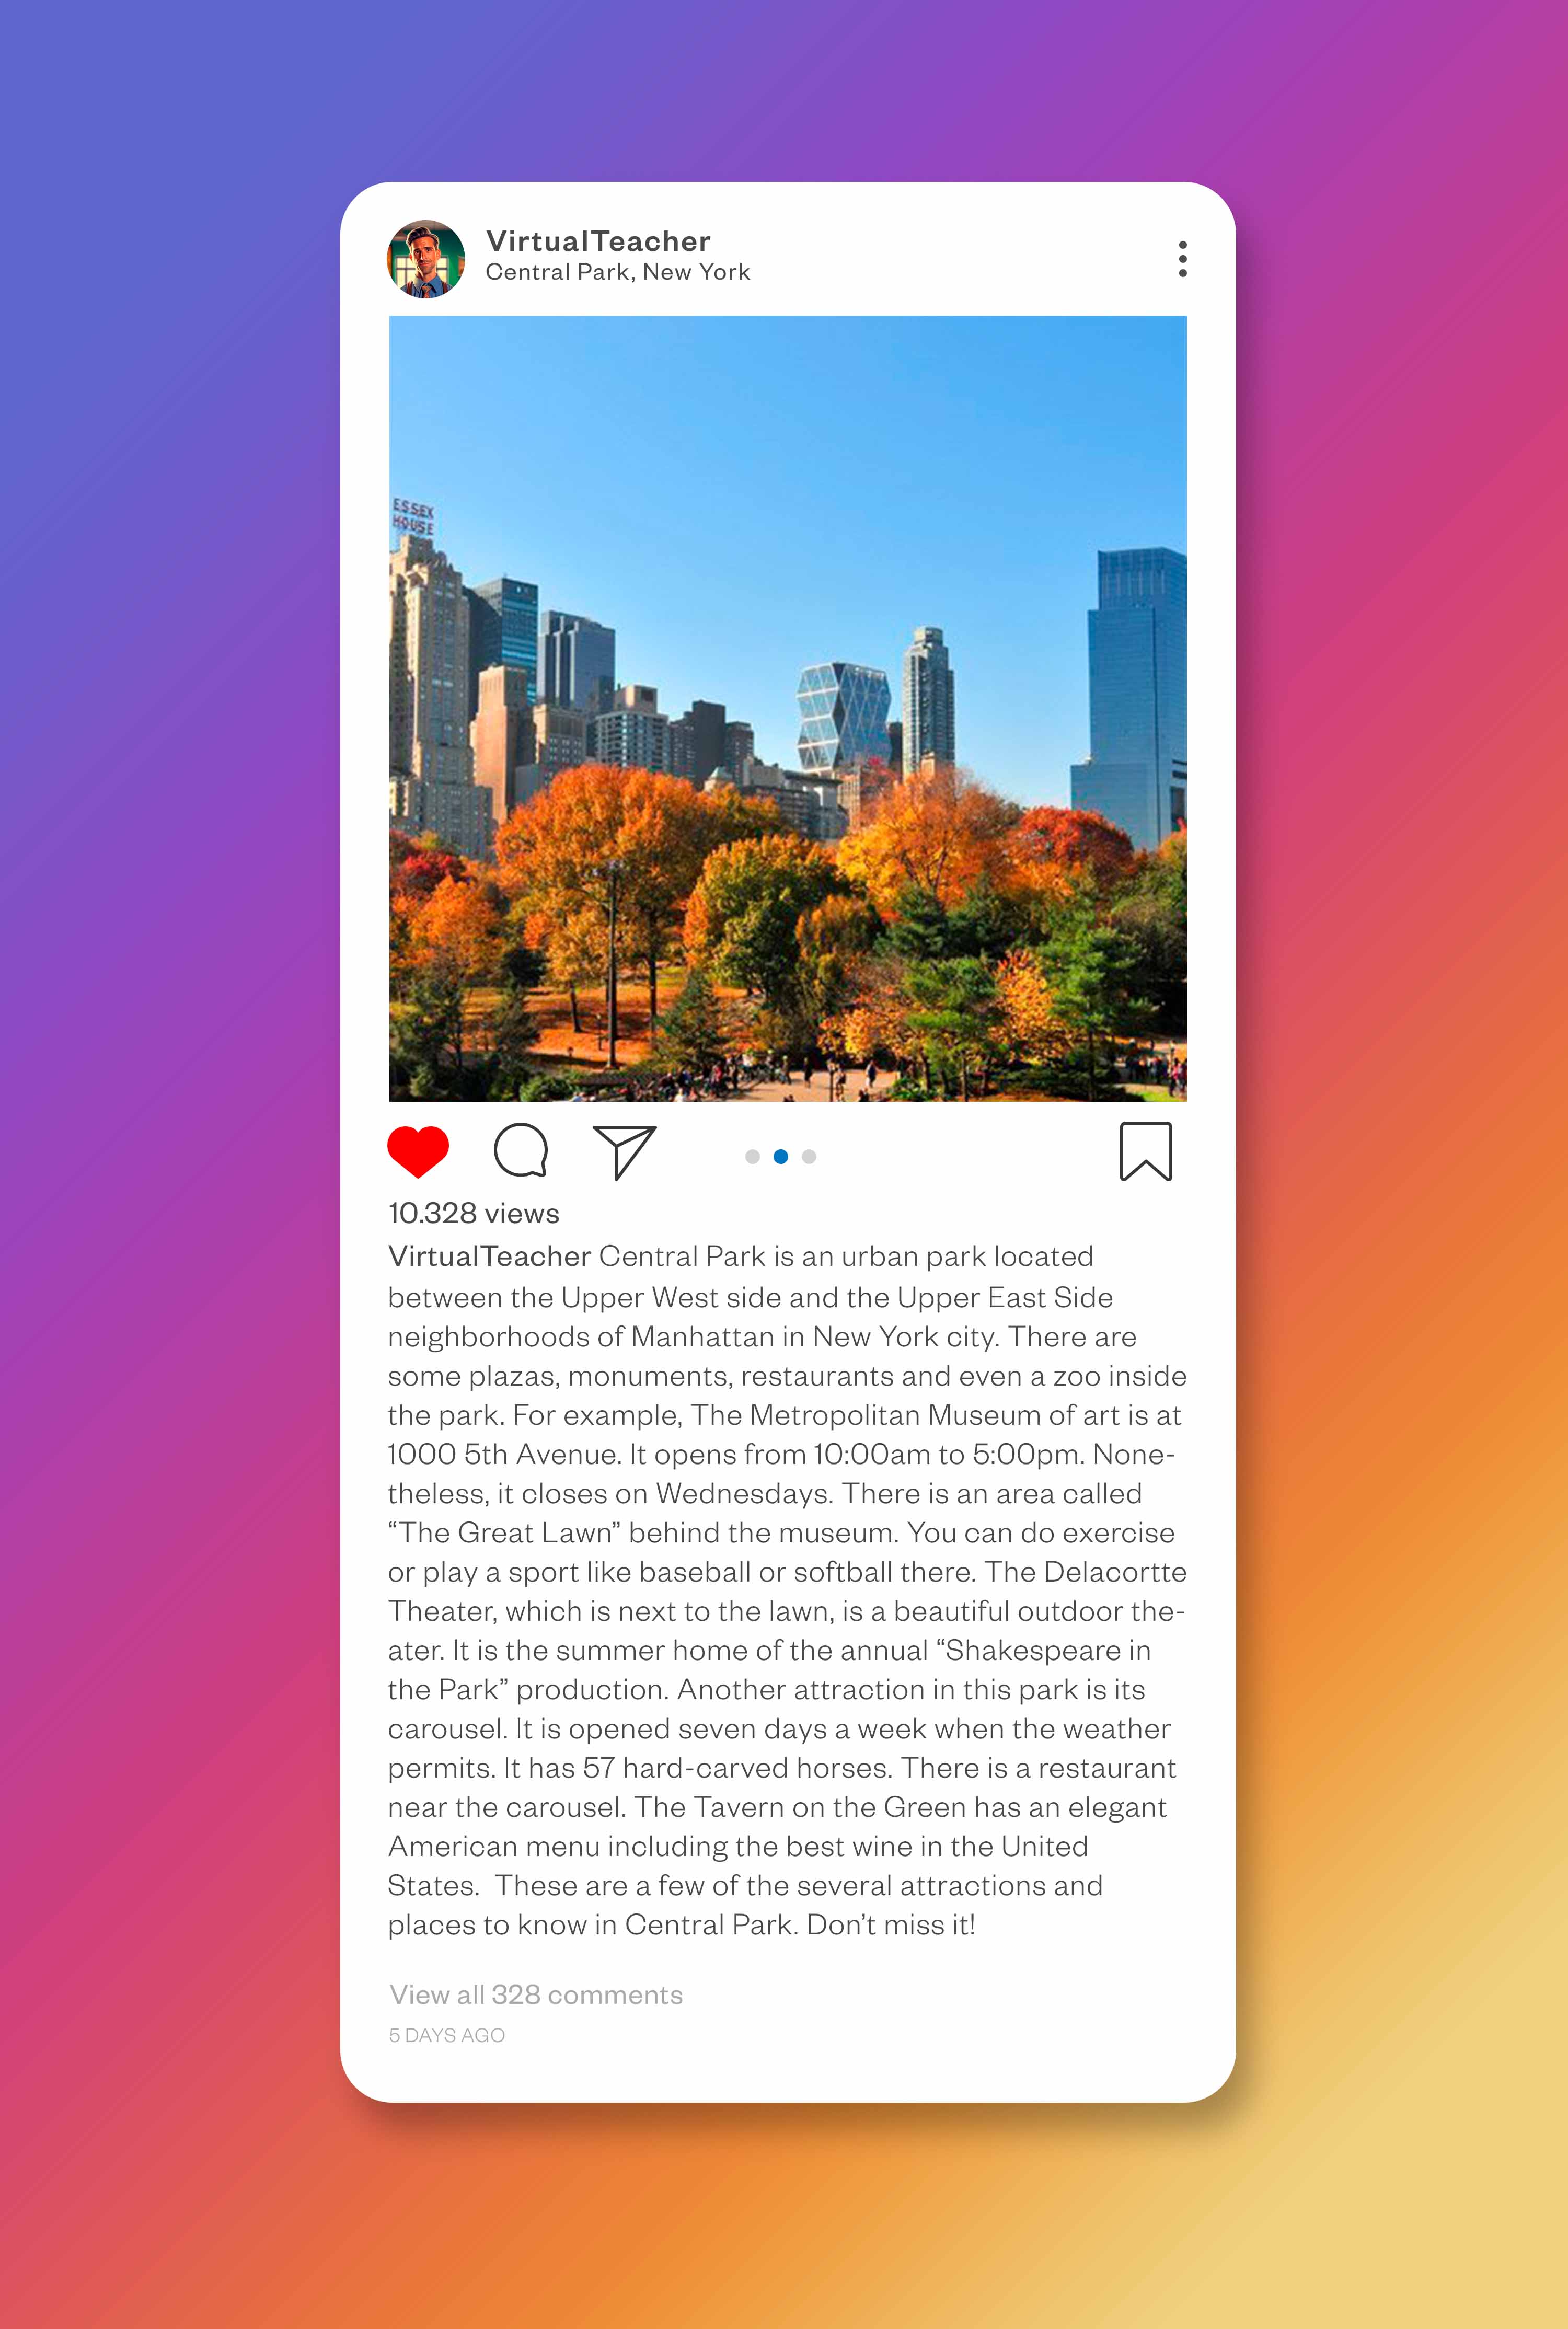 VirtualTeacher
Central Park, New York
ESSEX
HOUSE
10.328 views
VirtualTeacher Central Park is an urban park located
between the Upper West side and the Upper East Side
neighborhoods of Manhattan in New York city. There are
some plazas, monuments, restaurants and even a zoo inside
the park. For example, The Metropolitan Museum of art is at
1000 5th Avenue. It opens from 10:00am to 5:00pm. None-
theless, it closes on Wednesdays. There is an area called
“The Great Lawn” behind the museum. You can do exercise
or play a sport like baseball or softball there. The Delacortte
Theater, which is next to the lawn, is a beautiful outdoor the-
ater. It is the summer home of the annual “Shakespeare in
the Park” production. Another attraction in this park is its
carousel. It is opened seven days a week when the weather
permits. It has 57 hard-carved horses. There is a restaurant
near the carousel. The Tavern on the Green has an elegant
American menu including the best wine in the United
States.  These are a few of the several attractions and
places to know in Central Park. Don’t miss it!
View all 328 comments
5 DAYS AGO